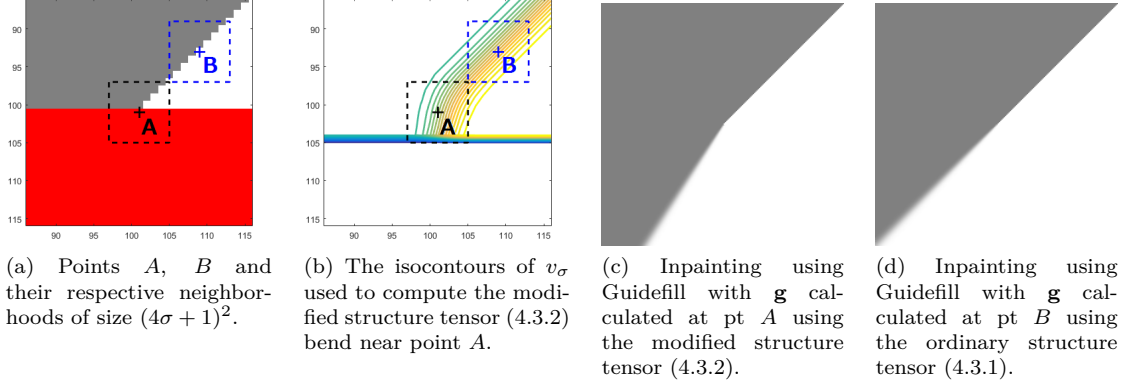 90
95
100
105
110
115
90
95
100
105
110
115
A
B
90
95
100
105
110
115
90
95
100
105
110
115
A
B
(a) Points A, B and
their respective neighbor-
hoods of size (4σ + 1)².
(b) The isocontours of vσ
used to compute the modi-
fied structure tensor (4.3.2)
bend near point A.
(c) Inpainting using
Guidefill with g cal-
culated at pt A using
the modified structure
tensor (4.3.2).
(d) Inpainting using
Guidefill with g cal-
culated at pt B using
the ordinary structure
tensor (4.3.1).